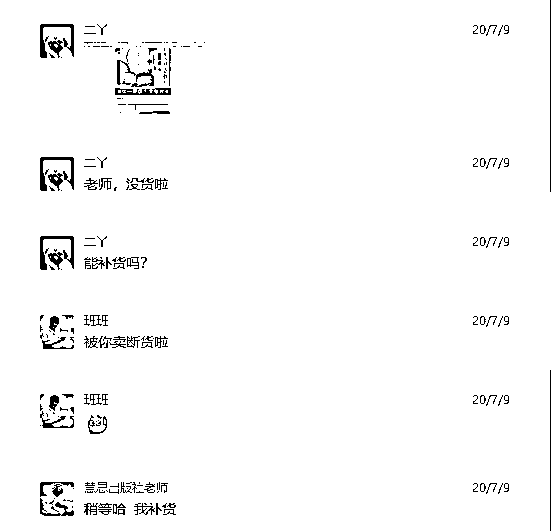 二丫
20/7/9
二丫
20/7/9
老师，没货啦
二丫
20/7/9
能补货吗?
班班
20/7/9
被你卖断货啦
班班
20/7/9
慧忌出版社老师
20/7/9
稍等哈 我补货